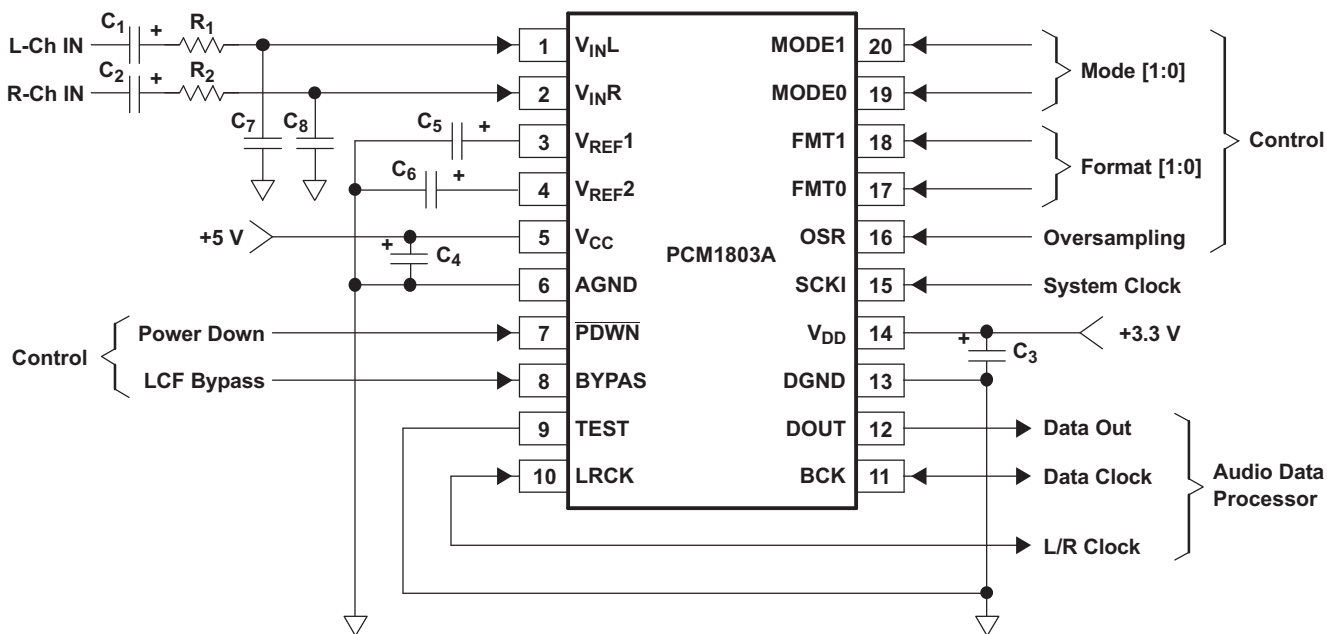 L-Ch IN
C1
+
R1
R-Ch IN
C2
+
R2
C7
C8
C5
+
C6
+
+5 V
+
C4
Control
Power Down
LCF Bypass
1 VINL
2 VINR
3 VREF1
4 VREF2
5 VCC
6 AGND
7 PDWN
8 BYPAS
9 TEST
10 LRCK
PCM1803A
MODE1 20
MODE0 19
FMT1 18
FMT0 17
OSR 16
SCKI 15
VDD 14
DGND 13
DOUT 12
BCK 11
Mode [1:0]
Format [1:0]
Oversampling
Control
System Clock
+
C3
+3.3 V
Data Out
Data Clock
L/R Clock
Audio Data
Processor